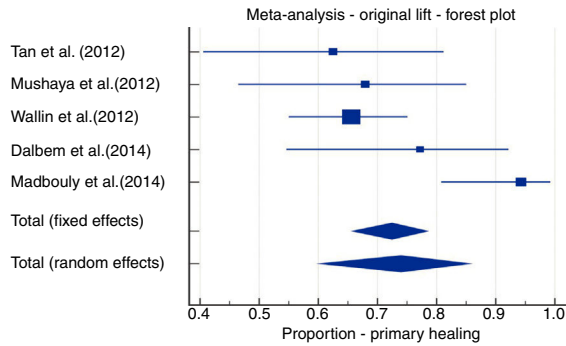 Meta-analysis - original lift - forest plot
Tan et al. (2012)
Mushaya et al.(2012)
Wallin et al.(2012)
Dalbem et al.(2014)
Madbouly et al.(2014)
Total (fixed effects)
Total (random effects)
0.4 0.5 0.6 0.7 0.8 0.9 1.0
Proportion - primary healing